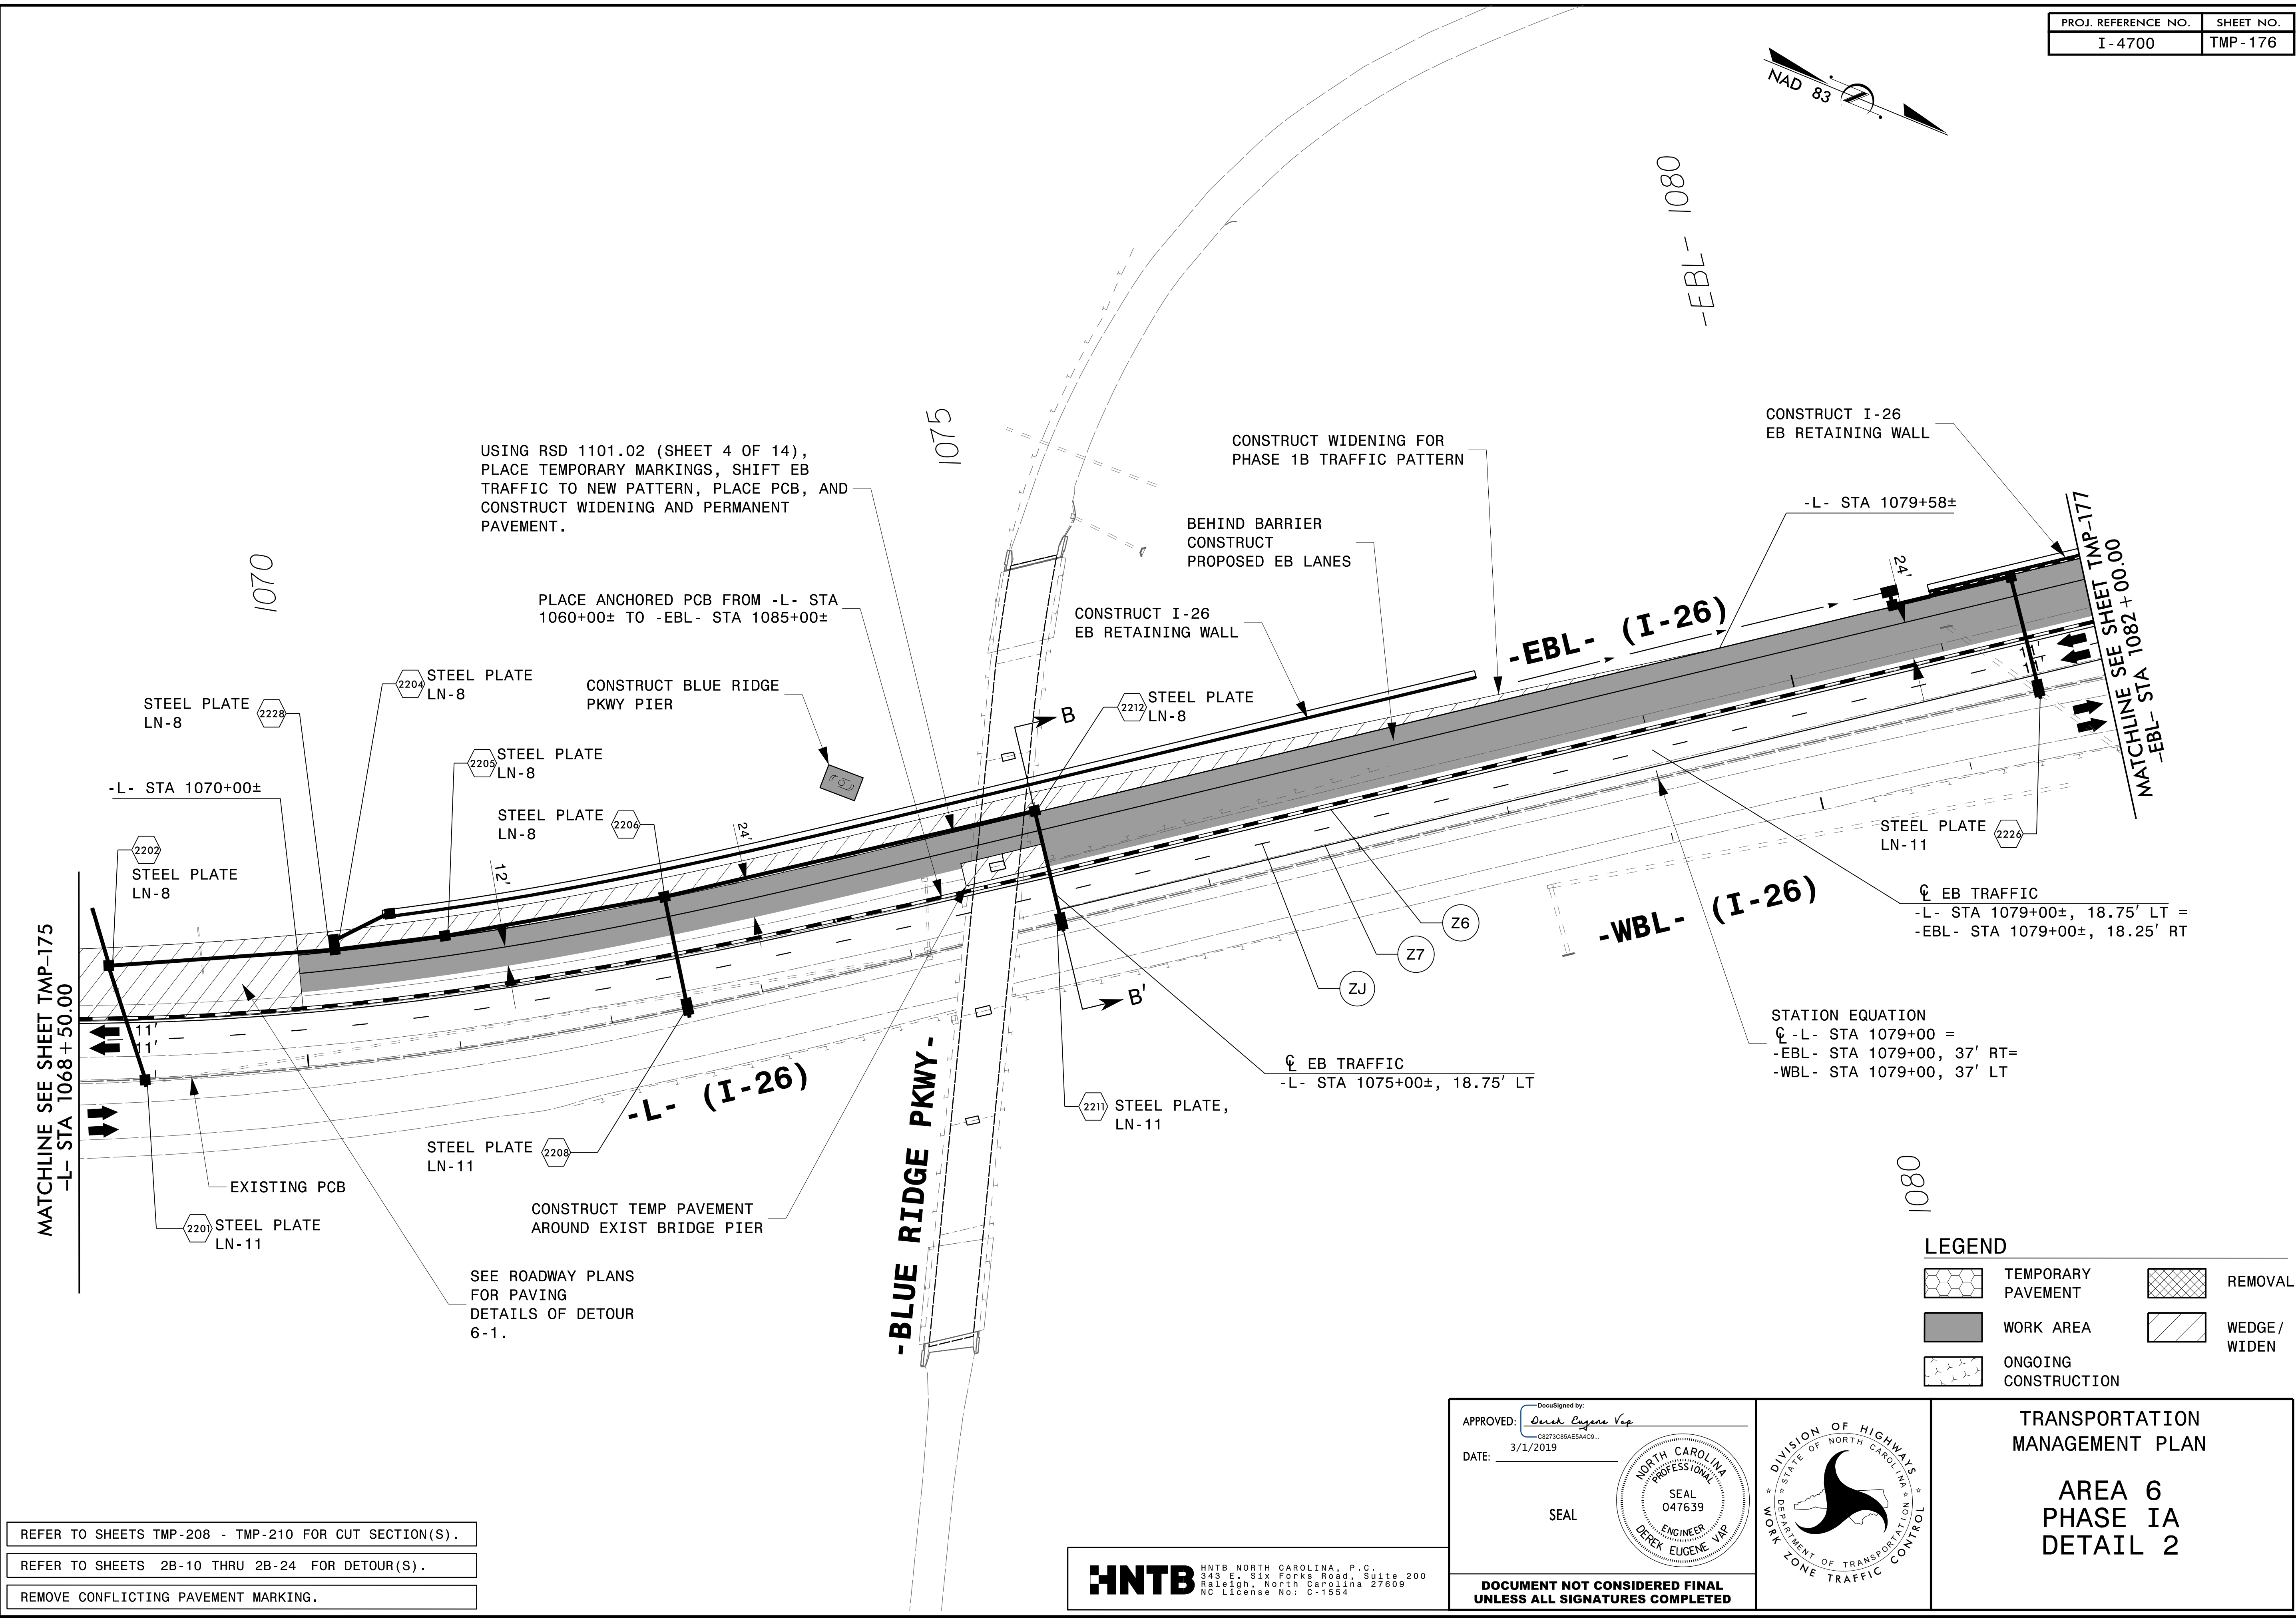 PROJ. REFERENCE NO.
SHEET NO.
I-4700
TMP-176
NAD 83
-EBL- 1080
1075
1070
1080
USING RSD 1101.02 (SHEET 4 OF 14),
PLACE TEMPORARY MARKINGS, SHIFT EB
TRAFFIC TO NEW PATTERN, PLACE PCB, AND
CONSTRUCT WIDENING AND PERMANENT
PAVEMENT.
CONSTRUCT WIDENING FOR
PHASE 1B TRAFFIC PATTERN
CONSTRUCT I-26
EB RETAINING WALL
-L- STA 1079+58±
BEHIND BARRIER
CONSTRUCT
PROPOSED EB LANES
PLACE ANCHORED PCB FROM -L- STA
1060+00± TO -EBL- STA 1085+00±
CONSTRUCT I-26
EB RETAINING WALL
-EBL- (I-26)
24'
MATCHLINE SEE SHEET TMP-177
-EBL- STA 1082+00.00
11'
11'
2204
STEEL PLATE
LN-8
STEEL PLATE
LN-8
2228
CONSTRUCT BLUE RIDGE
PKWY PIER
B
2212
STEEL PLATE
LN-8
2205
STEEL PLATE
LN-8
-L- STA 1070+00±
STEEL PLATE
LN-8
2206
24'
12'
2202
STEEL PLATE
LN-8
STEEL PLATE
LN-11
2226
MATCHLINE SEE SHEET TMP-175
-L- STA 1068+50.00
11'
11'
Z6
Z7
ZJ
B'
-WBL- (I-26)
℄ EB TRAFFIC
-L- STA 1079+00±, 18.75' LT =
-EBL- STA 1079+00±, 18.25' RT
STATION EQUATION
℄ -L- STA 1079+00 =
-EBL- STA 1079+00, 37' RT=
-WBL- STA 1079+00, 37' LT
℄ EB TRAFFIC
-L- STA 1075+00±, 18.75' LT
-L- (I-26)
-BLUE RIDGE PKWY-
2211
STEEL PLATE,
LN-11
STEEL PLATE
LN-11
2208
EXISTING PCB
2201
STEEL PLATE
LN-11
CONSTRUCT TEMP PAVEMENT
AROUND EXIST BRIDGE PIER
SEE ROADWAY PLANS
FOR PAVING
DETAILS OF DETOUR
6-1.
LEGEND
TEMPORARY
PAVEMENT
REMOVAL
WORK AREA
WEDGE/
WIDEN
ONGOING
CONSTRUCTION
REFER TO SHEETS TMP-208 - TMP-210 FOR CUT SECTION(S).
REFER TO SHEETS 2B-10 THRU 2B-24 FOR DETOUR(S).
REMOVE CONFLICTING PAVEMENT MARKING.
HNTB
HNTB NORTH CAROLINA, P.C.
343 E. Six Forks Road, Suite 200
Raleigh, North Carolina 27609
NC License No: C-1554
APPROVED:
DocuSigned by:
Derek Eugene Vap
C8273C85AE5A4C9...
DATE:
3/1/2019
SEAL
NORTH CAROLINA
PROFESSIONAL
SEAL
047639
ENGINEER
DEREK EUGENE VAP
DOCUMENT NOT CONSIDERED FINAL
UNLESS ALL SIGNATURES COMPLETED
DIVISION OF HIGHWAYS
STATE OF NORTH CAROLINA
DEPARTMENT OF TRANSPORTATION
WORK ZONE TRAFFIC CONTROL
TRANSPORTATION
MANAGEMENT PLAN
AREA 6
PHASE IA
DETAIL 2